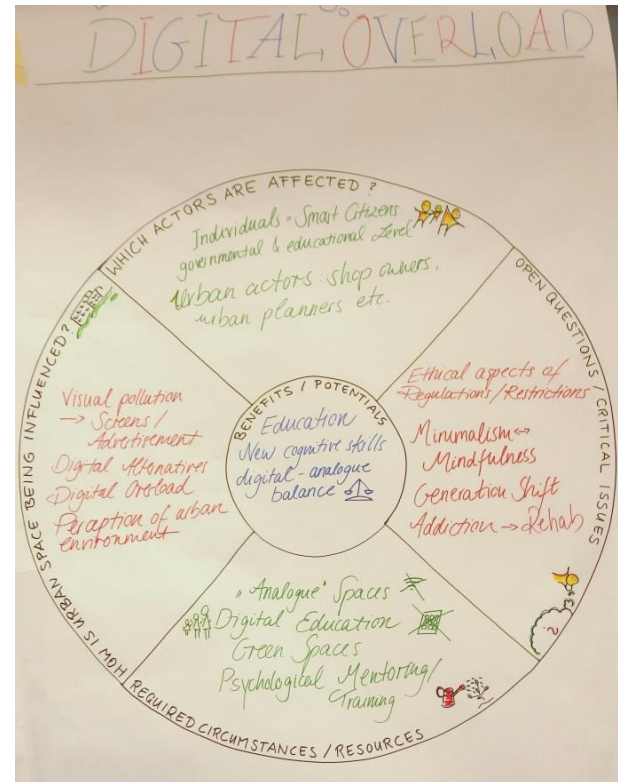 DIGITAL OVERLOAD
WHICH ACTORS ARE AFFECTED?
Individuals = Smart Citizens
governmental & educational Level
Urban actors: shop owners,
urban planners etc.
OPEN QUESTIONS / CRITICAL ISSUES
Ethical aspects of
Regulations/Restrictions
Minimalism ↔
Mindfulness
Generation Shift
Addiction → Rehab
?!
REQUIRED CIRCUMSTANCES / RESOURCES
„Analogue" Spaces
Digital Education
Green Spaces
Psychological Mentoring/
Training
HOW IS URBAN SPACE BEING INFLUENCED?
Visual pollution
→ Screens/
Advertisement
Digital Alternatives
Digital Overload
Perception of urban
environment
BENEFITS / POTENTIALS
Education
New cognitive skills
digital-analogue
balance